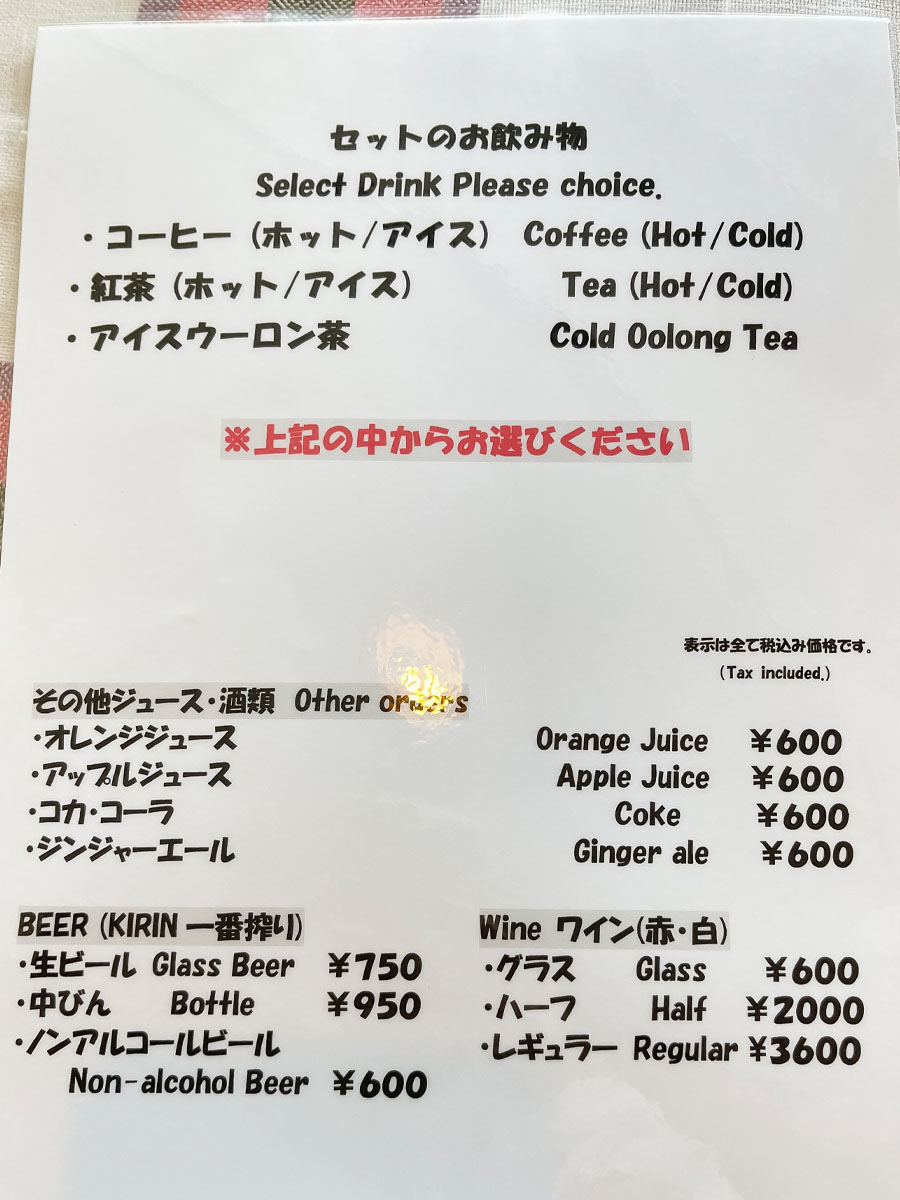 セットのお飲み物
Select Drink Please choice.
・コーヒー (ホット/アイス) Coffee (Hot/Cold)
・紅茶 (ホット/アイス) Tea (Hot/Cold)
・アイスウーロン茶 Cold Oolong Tea
※上記の中からお選びください
表示は全て税込み価格です。
(Tax included.)
その他ジュース・酒類 Other orders
・オレンジジュース Orange Juice ¥600
・アップルジュース Apple Juice ¥600
・コカ・コーラ Coke ¥600
・ジンジャーエール Ginger ale ¥600
BEER (KIRIN 一番搾り)
・生ビール Glass Beer ¥750
・中びん Bottle ¥950
・ノンアルコールビール
Non-alcohol Beer ¥600
Wine ワイン(赤・白)
・グラス Glass ¥600
・ハーフ Half ¥2000
・レギュラー Regular ¥3600